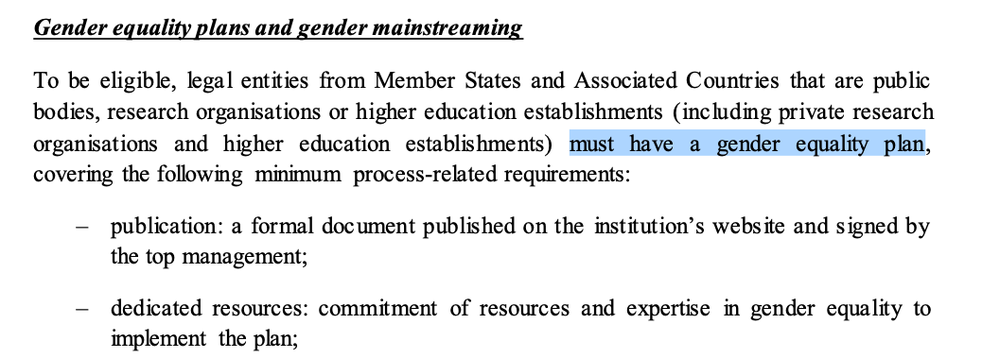 Gender equality plans and gender mainstreaming
To be eligible, legal entities from Member States and Associated Countries that are public
bodies, research organisations or higher education establishments (including private research
organisations and higher education establishments) must have a gender equality plan,
covering the following minimum process-related requirements:
– publication: a formal document published on the institution’s website and signed by
the top management;
– dedicated resources: commitment of resources and expertise in gender equality to
implement the plan;